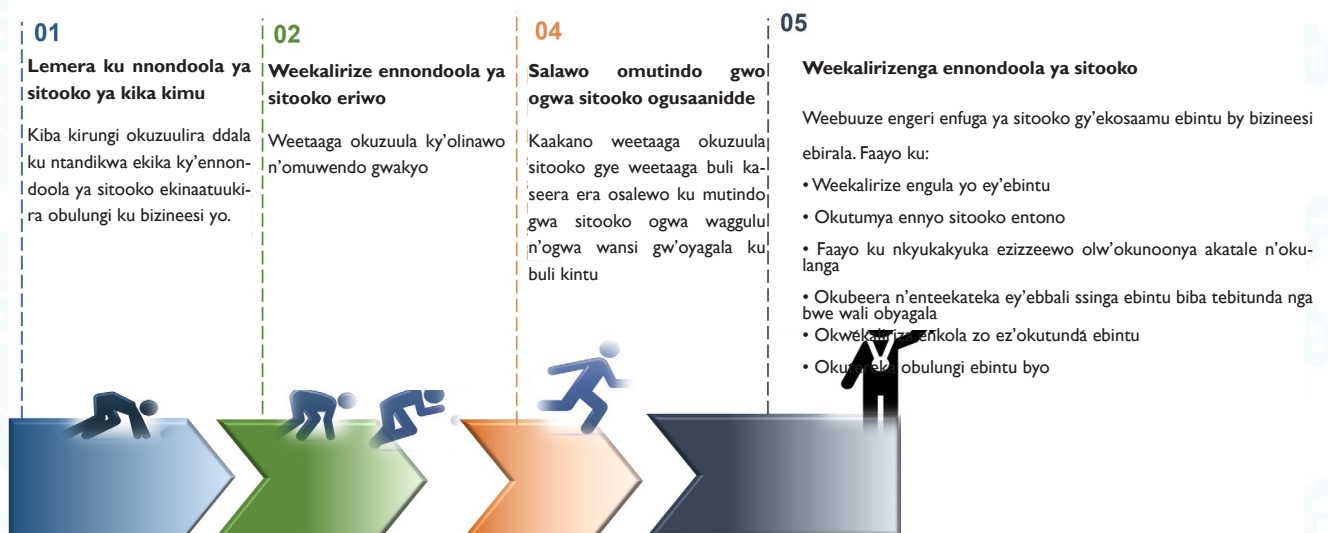 01
Lemera ku nnondoola ya
sitooko ya kika kimu
Kiba kirungi okuzuulira ddala
ku ntandikwa ekika ky'ennon-
doola ya sitooko ekinaatuuki-
ra obulungi ku bizineesi yo.
02
Weekalirize ennondoola ya
sitooko eriwo
Weetaaga okuzuula ky'olinawo
n'omuwendo gwakyo
04
Salawo omutindo gwo
ogwa sitooko ogusaanidde
Kaakano weetaaga okuzuula
sitooko gye weetaaga buli ka-
seera era osalewo ku mutindo
gwa sitooko ogwa waggulu
n'ogwa wansi gw'oyagala ku
buli kintu
05
Weekalirizenga ennondoola ya sitooko
Weebuuze engeri enfuga ya sitooko gy'ekosaamu ebintu by bizineesi
ebirala. Faayo ku:
• Weekalirize engula yo ey'ebintu
• Okutumya ennyo sitooko entono
• Faayo ku nkyukakyuka ezizzeewo olw'okunoonya akatale n'oku-
langa
• Okubeera n'enteekateka ey'ebbali ssinga ebintu biba tebitunda nga
bwe wali obyagala
• Okwekaliriza enkola zo ez'okutunda ebintu
• Okutereka obulungi ebintu byo